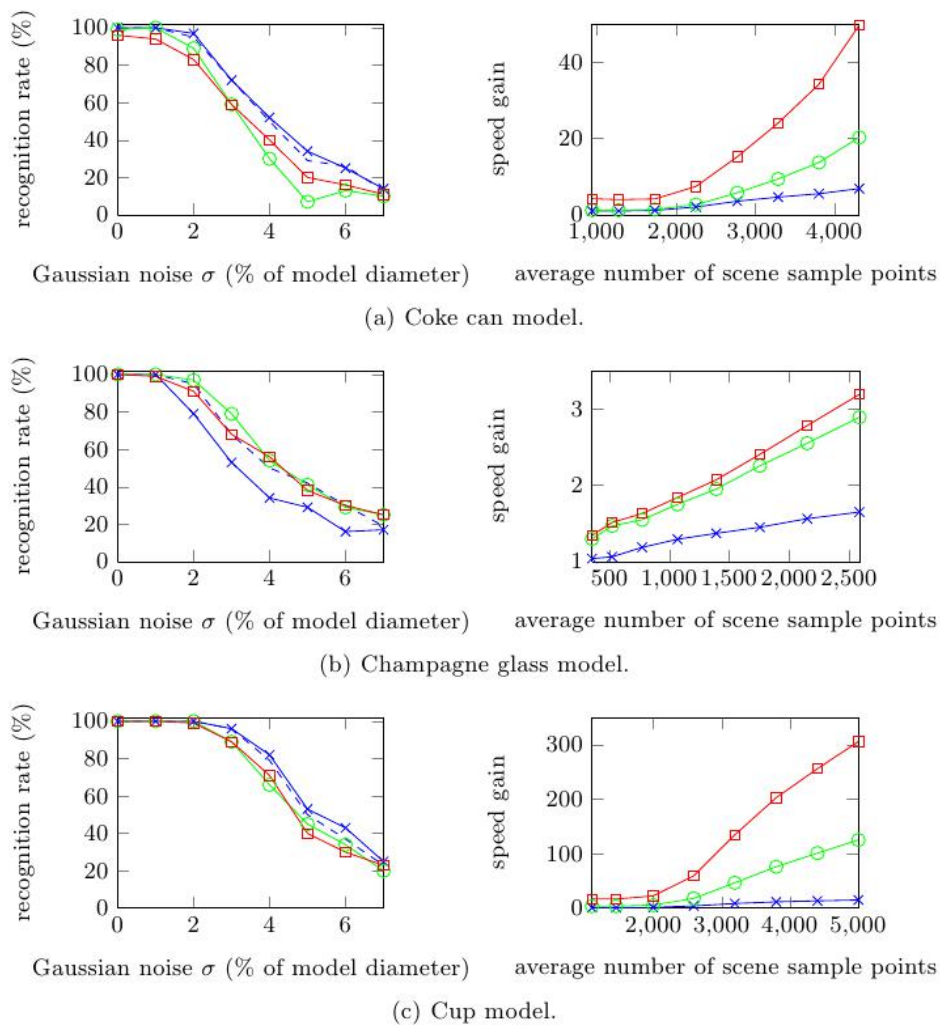 recognition rate (%)
100
80
60
40
20
0
0 2 4 6
Gaussian noise σ (% of model diameter)
speed gain
40
20
0
1,000 2,000 3,000 4,000
average number of scene sample points
(a) Coke can model.
recognition rate (%)
100
80
60
40
20
0
0 2 4 6
Gaussian noise σ (% of model diameter)
speed gain
3
2
1
500 1,000 1,500 2,000 2,500
average number of scene sample points
(b) Champagne glass model.
recognition rate (%)
100
80
60
40
20
0
0 2 4 6
Gaussian noise σ (% of model diameter)
speed gain
300
200
100
0
2,000 3,000 4,000 5,000
average number of scene sample points
(c) Cup model.